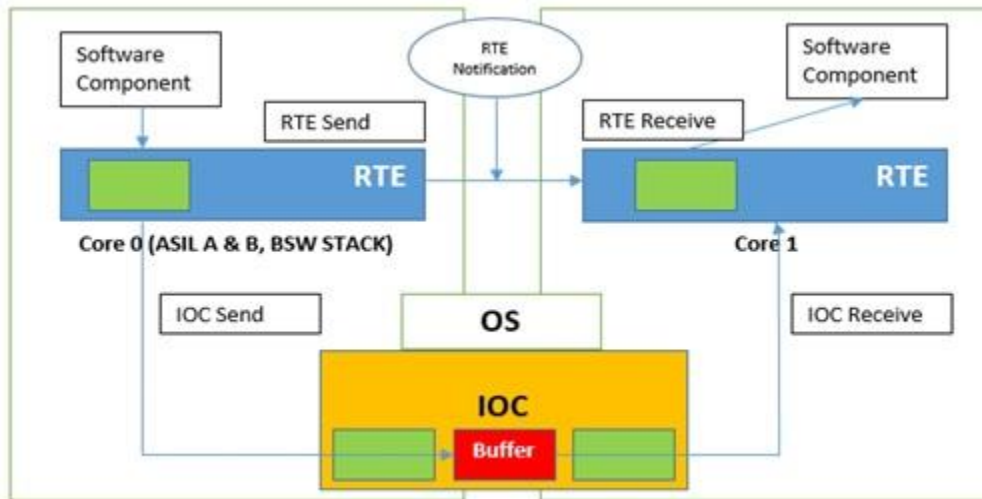 Software
Component
RTE
Notification
Software
Component
RTE Send
RTE Receive
RTE
RTE
Core 0 (ASIL A & B, BSW STACK)
Core 1
IOC Send
OS
IOC Receive
IOC
Buffer